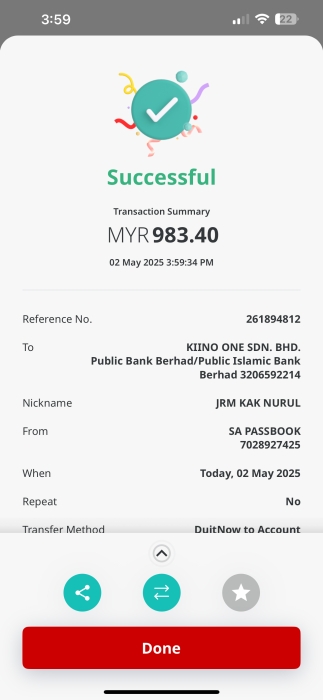 3:59
22
Successful
Transaction Summary
MYR 983.40
02 May 2025 3:59:34 PM
Reference No. 261894812
To KIINO ONE SDN. BHD.
Public Bank Berhad/Public Islamic Bank
Berhad 3206592214
Nickname JRM KAK NURUL
From SA PASSBOOK
7028927425
When Today, 02 May 2025
Repeat No
Transfer Method DuitNow to Account
Done